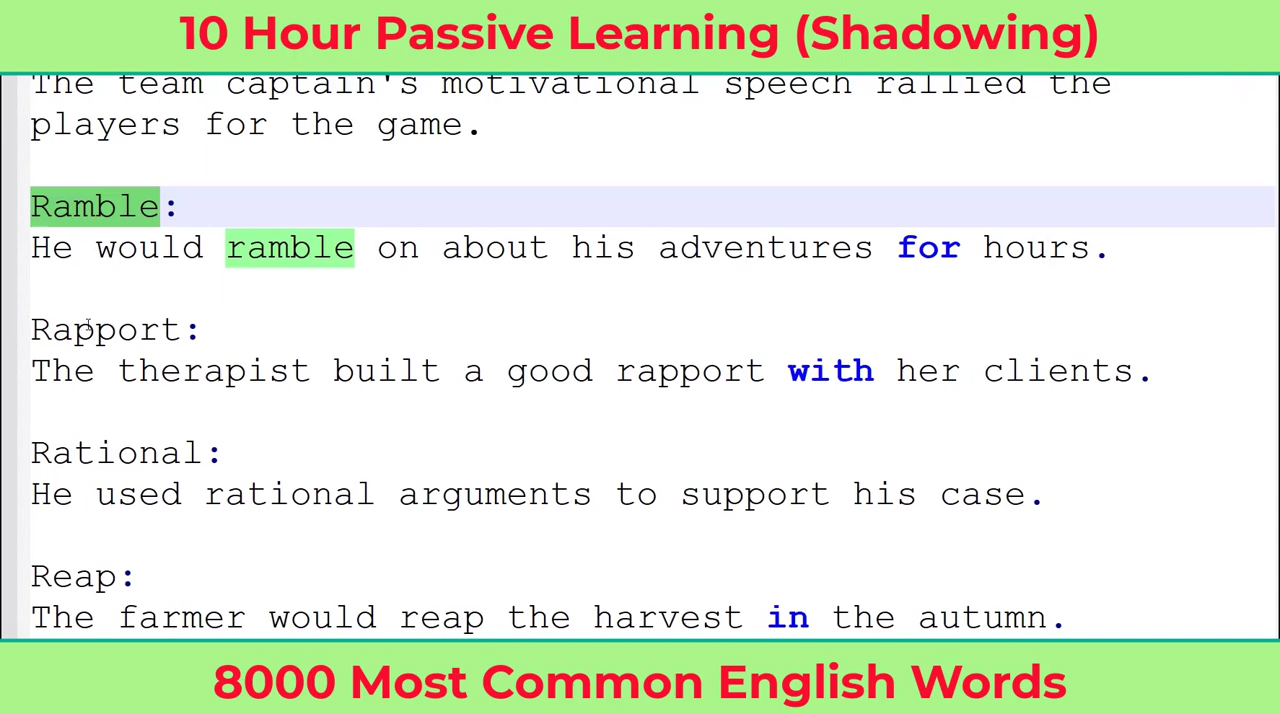 10 Hour Passive Learning (Shadowing)
The team captain's motivational speech rallied the
players for the game.
Ramble:
He would ramble on about his adventures for hours.
Rapport:
The therapist built a good rapport with her clients.
Rational:
He used rational arguments to support his case.
Reap:
The farmer would reap the harvest in the autumn.
8000 Most Common English Words